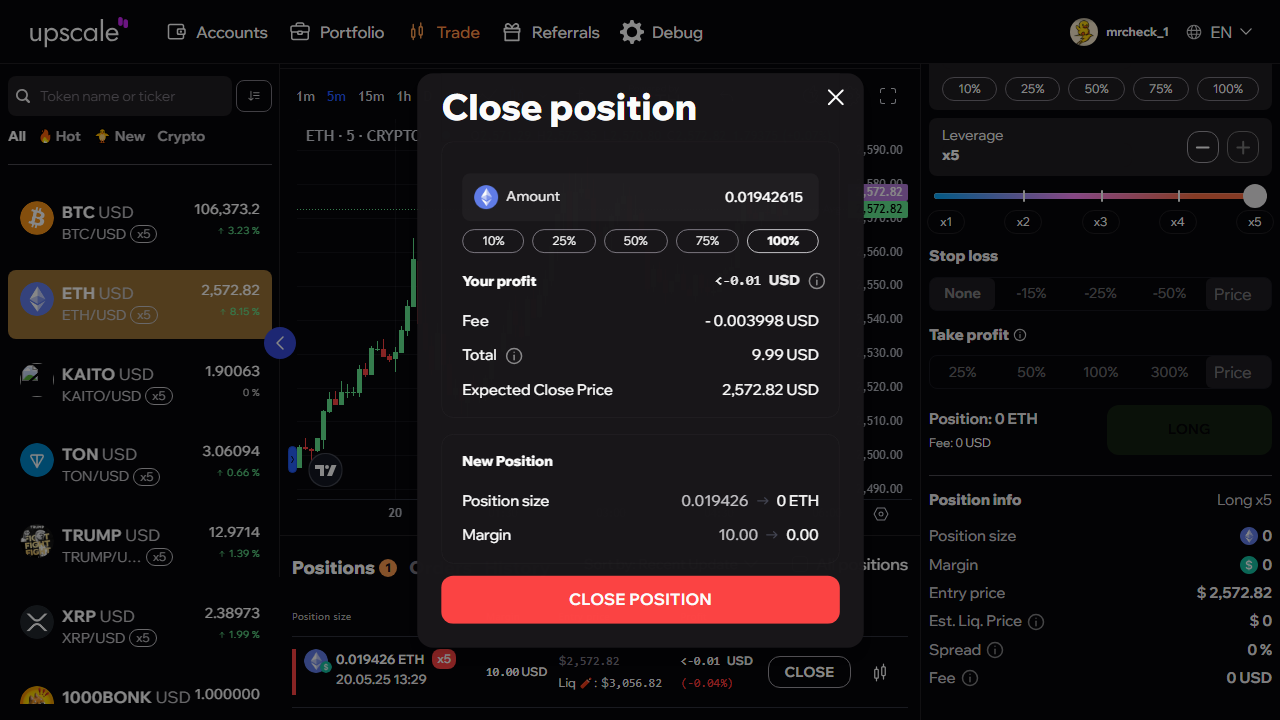 upscale
Accounts
Portfolio
Trade
Referrals
Debug
mrcheck_1
EN
Token name or ticker
All
Hot
New
Crypto
BTC USD
106,373.2
BTC/USD x5
↑ 3.23 %
ETH USD
2,572.82
ETH/USD x5
↑ 8.15 %
KAITO USD
1.90063
KAITO/USD x5
0 %
TON USD
3.06094
TON/USD x5
↑ 0.66 %
TRUMP USD
12.9714
TRUMP/U... x5
↑ 1.39 %
XRP USD
2.38973
XRP/USD x5
↑ 1.99 %
1000BONK USD
1.000000
1m 5m 15m 1h
ETH · 5 · CRYPTO
,590.00
,580.00
,572.82
,572.82
,570.00
,560.00
,550.00
,540.00
,530.00
,520.00
,510.00
,500.00
,490.00
20
Close position
Amount
0.01942615
10% 25% 50% 75% 100%
Your profit
<-0.01 USD
Fee
- 0.003998 USD
Total
9.99 USD
Expected Close Price
2,572.82 USD
New Position
Position size
0.019426 → 0 ETH
Margin
10.00 → 0.00
CLOSE POSITION
Positions 1
sitions
Position size
0.019426 ETH x5
20.05.25 13:29
10.00 USD
$2,572.82
Liq : $3,056.82
<-0.01 USD
(-0.04%)
CLOSE
10% 25% 50% 75% 100%
Leverage
x5
x1 x2 x3 x4 x5
Stop loss
None -15% -25% -50% Price
Take profit
25% 50% 100% 300% Price
Position: 0 ETH
Fee: 0 USD
LONG
Position info
Long x5
Position size
0
Margin
0
Entry price
$ 2,572.82
Est. Liq. Price
$ 0
Spread
0 %
Fee
0 USD